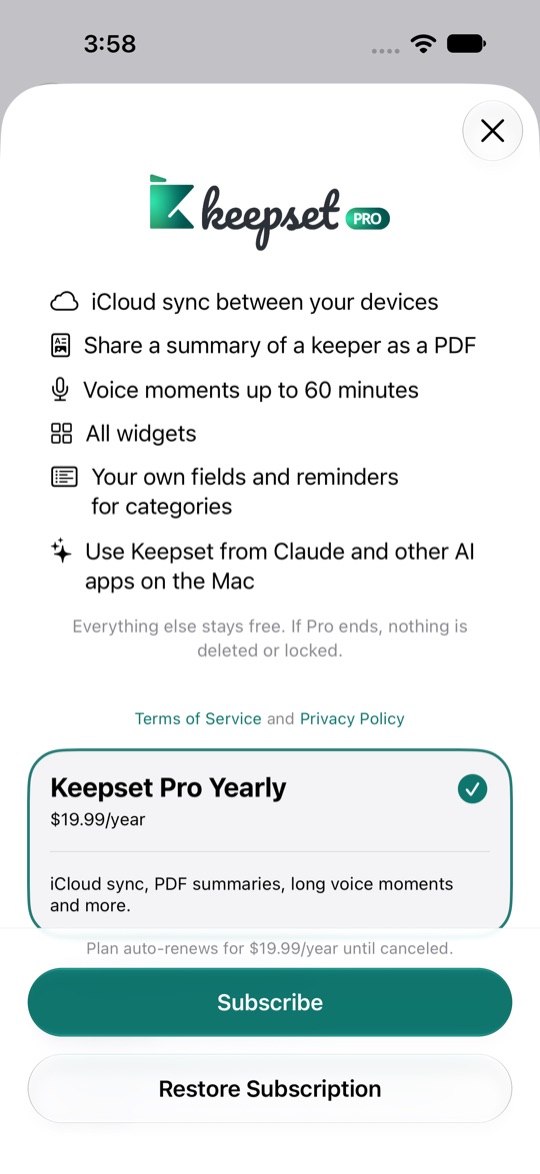 3:58
keepset PRO
iCloud sync between your devices
Share a summary of a keeper as a PDF
Voice moments up to 60 minutes
All widgets
Your own fields and reminders
for categories
Use Keepset from Claude and other AI
apps on the Mac
Everything else stays free. If Pro ends, nothing is
deleted or locked.
Terms of Service and Privacy Policy
Keepset Pro Yearly
$19.99/year
iCloud sync, PDF summaries, long voice moments
and more.
Plan auto-renews for $19.99/year until canceled.
Subscribe
Restore Subscription